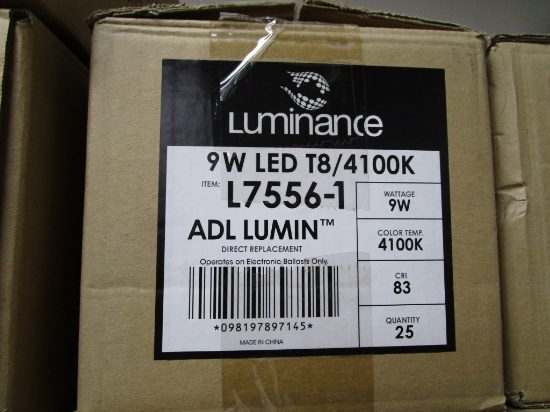 Luminance
9W LED T8/4100K
ITEM: L7556-1
ADL LUMIN™
DIRECT REPLACEMENT
Operates on Electronic Ballasts Only.
*098197897145*
MADE IN CHINA
WATTAGE
9W
COLOR TEMP.
4100K
CRI
83
QUANTITY
25